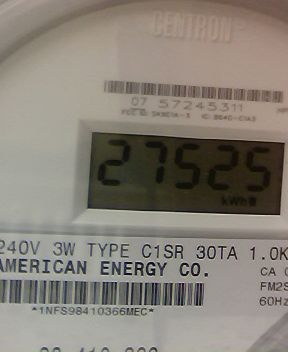 CENTRON
07 57245311
27525
kWh
240V 3W TYPE C1SR 30TA 1.0K
AMERICAN ENERGY CO.
CA
FM2S
60Hz
*1NFS98410366MEC*